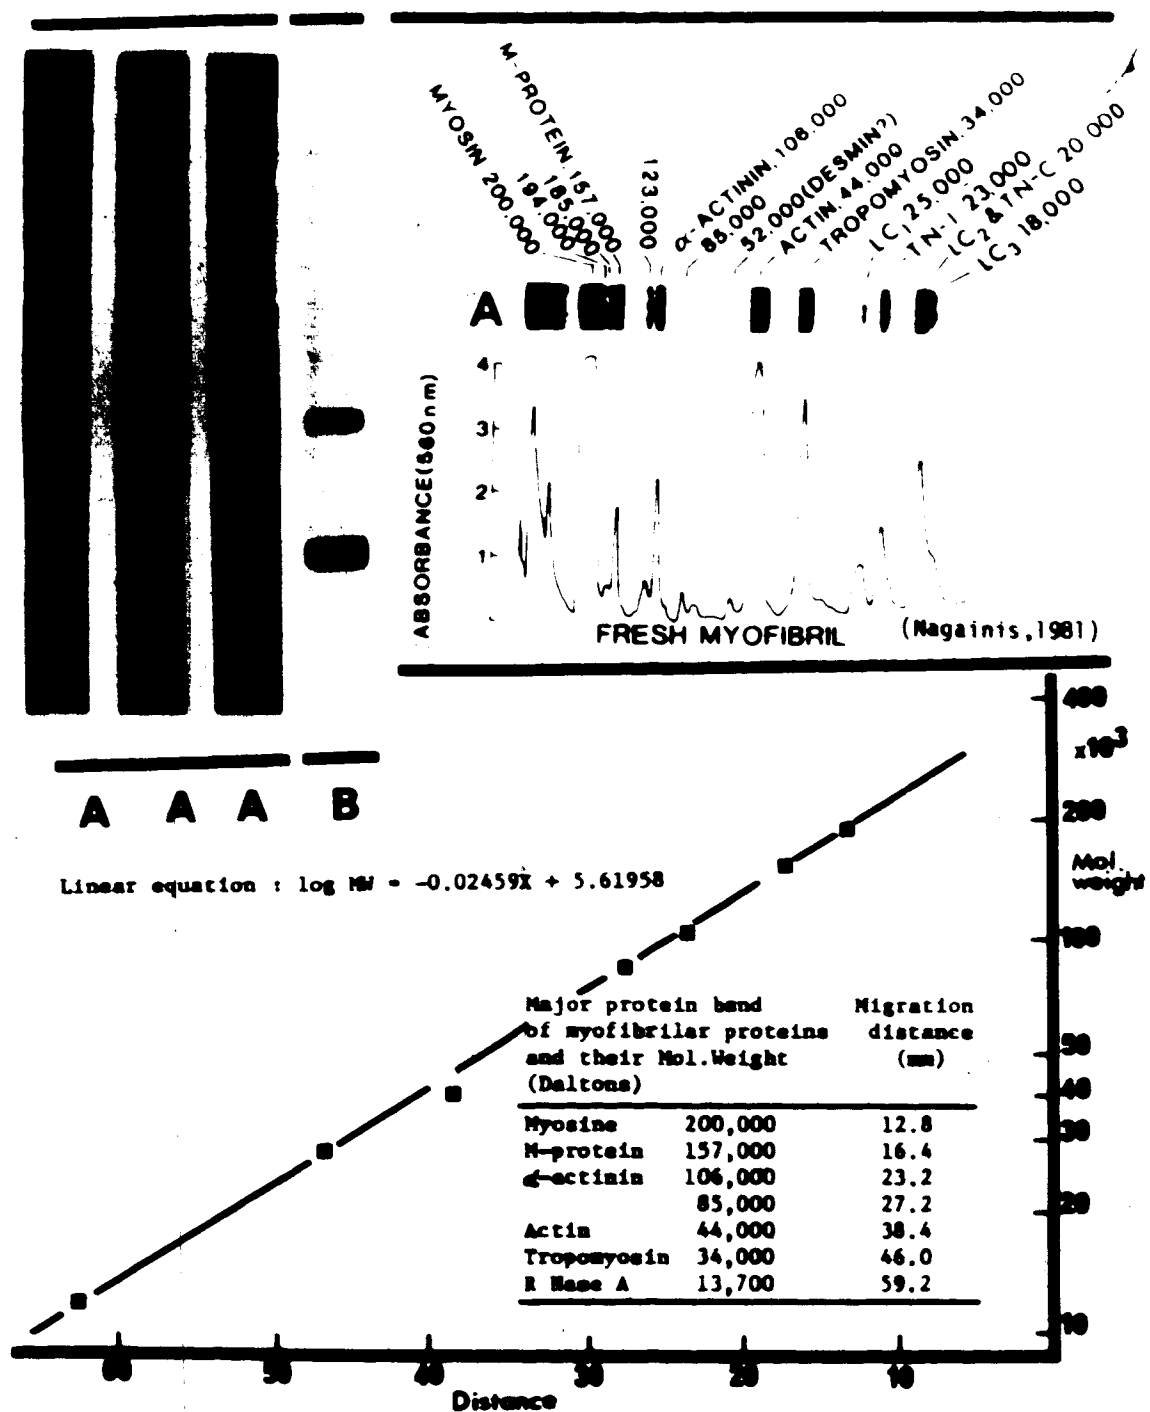 M-PROTEIN, 157,000
MYOSIN 200,000
194,000
185,000
123,000
α-ACTININ, 106,000
85,000
52,000(DESMIN?)
ACTIN, 44,000
TROPOMYOSIN, 34,000
LC1 25,000
TN-I 23,000
LC2 & TN-C 20 000
LC3 18,000
A
ABSORBANCE(560nm)
4
3
2
1
FRESH MYOFIBRIL
(Nagainis,1981)
A A A B
Linear equation : log MW = -0.02459X + 5.61958
400
x10³
200
Mol.
weight
100
50
40
30
20
10
Major protein band Migration
of myofibrilar proteins distance
and their Mol.Weight (mm)
(Daltons)
Myosine 200,000 12.8
M-protein 157,000 16.4
α-actinin 106,000 23.2
85,000 27.2
Actin 44,000 38.4
Tropomyosin 34,000 46.0
R Nase A 13,700 59.2
60 50 40 30 20 10
Distance